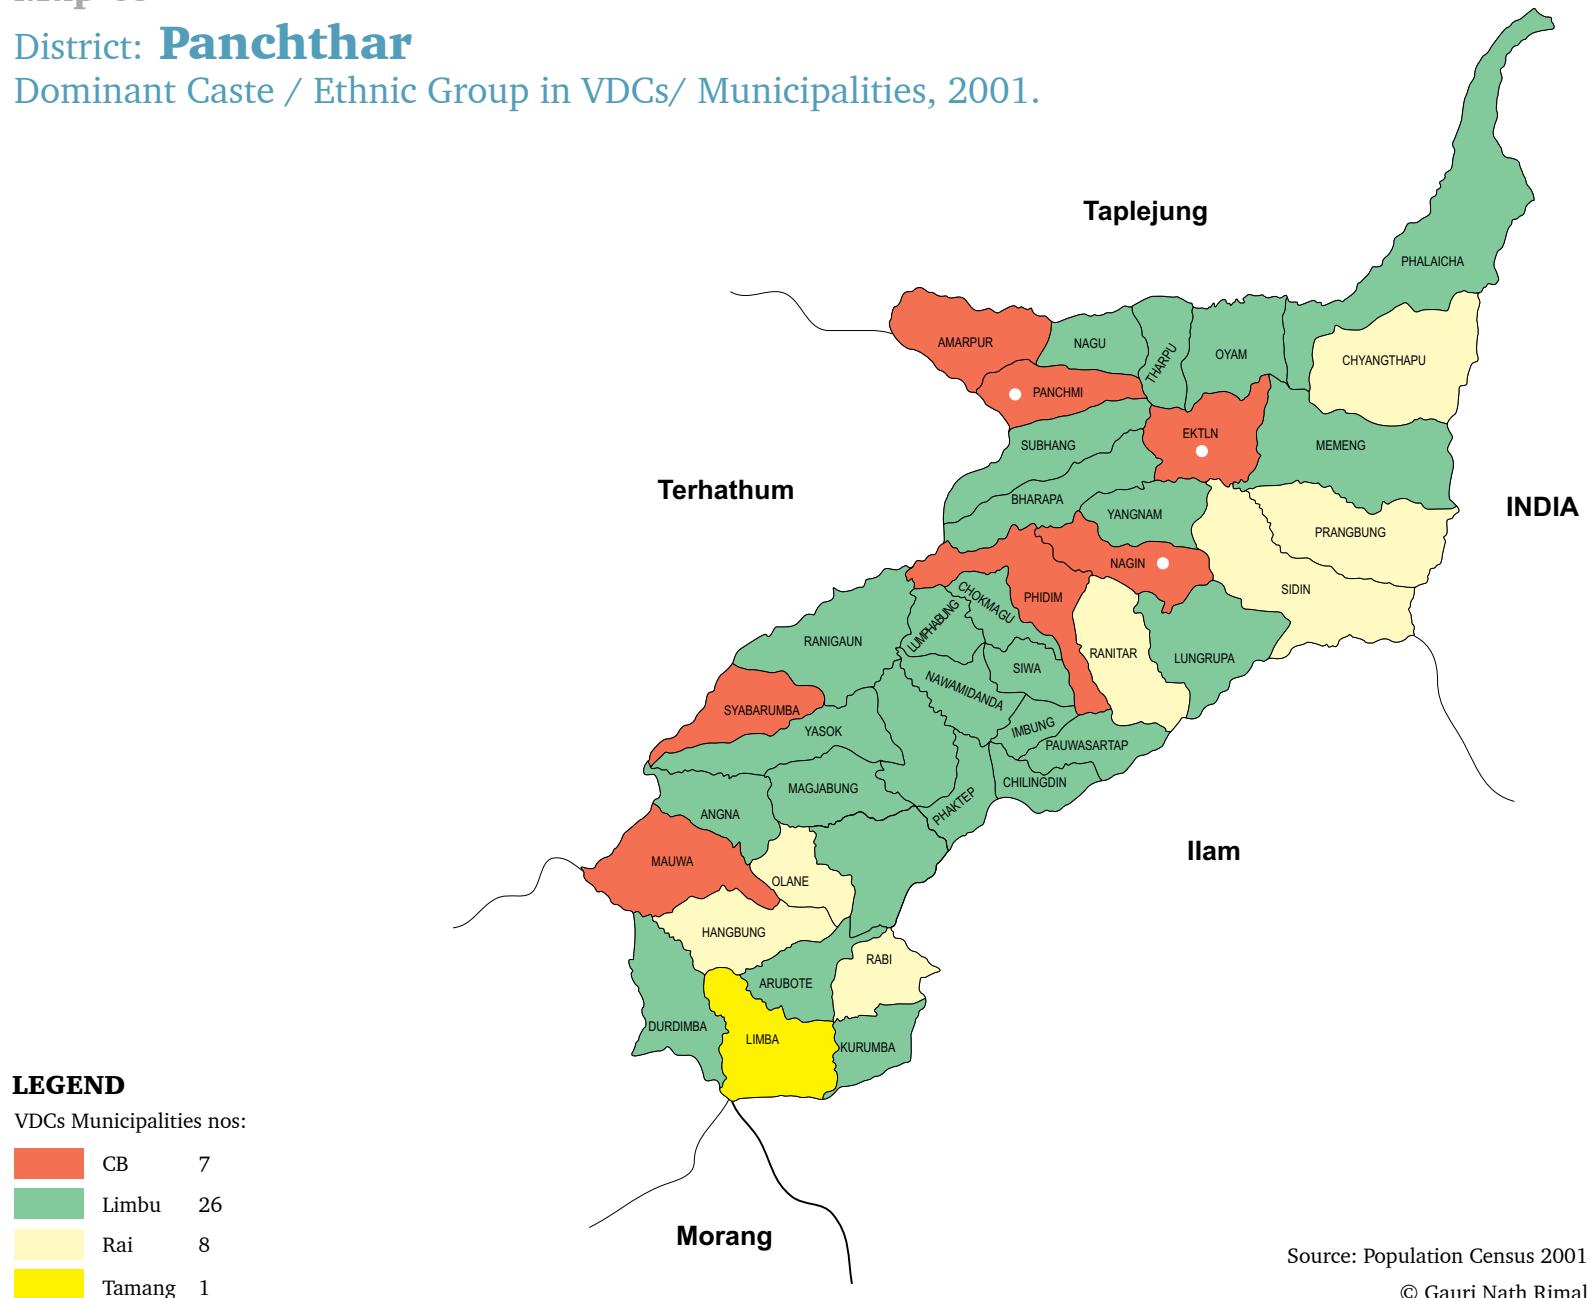 District: Panchthar
Dominant Caste / Ethnic Group in VDCs/ Municipalities, 2001.
Taplejung
PHALAICHA
AMARPUR
NAGU
THARPU
OYAM
CHYANGTHAPU
PANCHMI
EKTLN
MEMENG
SUBHANG
Terhathum
INDIA
BHARAPA
YANGNAM
PRANGBUNG
NAGIN
SIDIN
CHOKMAGU
PHIDIM
LUMPHABUNG
RANIGAUN
RANITAR
LUNGRUPA
SIWA
NAWAMIDANDA
SYABARUMBA
YASOK
IMBUNG
PAUWASARTAP
MAGJABUNG
CHILINGDIN
PHAKTEP
ANGNA
Ilam
MAUWA
OLANE
HANGBUNG
RABI
ARUBOTE
DURDIMBA
LIMBA
KURUMBA
LEGEND
VDCs Municipalities nos:
CB 7
Limbu 26
Rai 8
Tamang 1
Morang
Source: Population Census 2001
© Gauri Nath Rimal